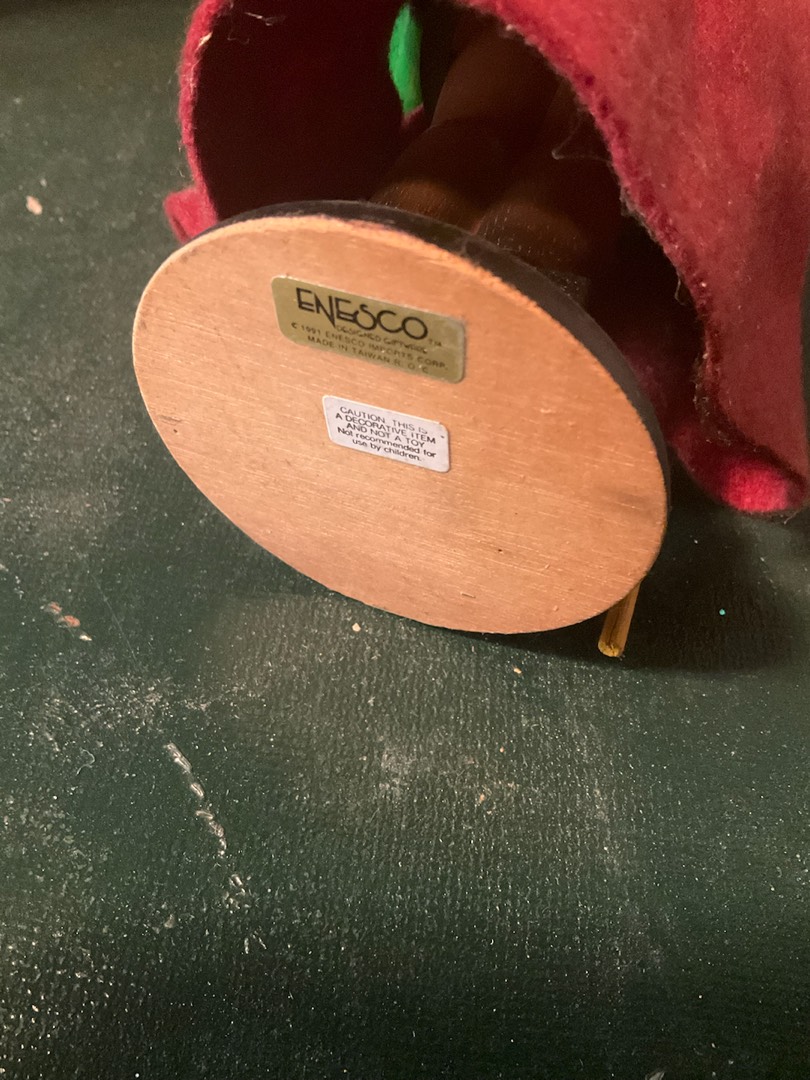 ENESCO TM
DESIGNED GIFTWARE
© 1991 ENESCO IMPORTS CORP.
MADE IN TAIWAN R.O.C.
CAUTION. THIS IS
A DECORATIVE ITEM
AND NOT A TOY
Not recommended for
use by children.